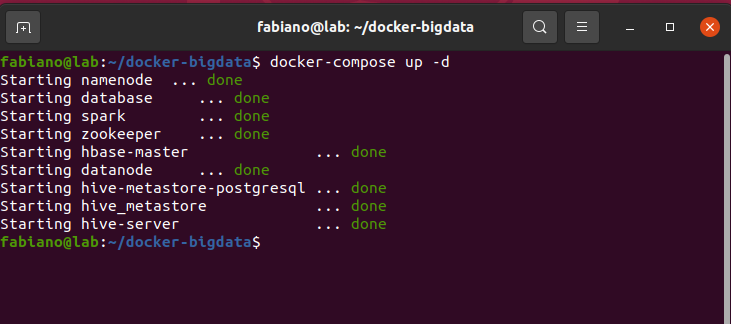 fabiano@lab: ~/docker-bigdata
fabiano@lab:~/docker-bigdata$ docker-compose up -d
Starting namenode  ... done
Starting database     ... done
Starting spark        ... done
Starting zookeeper    ... done
Starting hbase-master              ... done
Starting datanode     ... done
Starting hive-metastore-postgresql ... done
Starting hive_metastore            ... done
Starting hive-server               ... done
fabiano@lab:~/docker-bigdata$